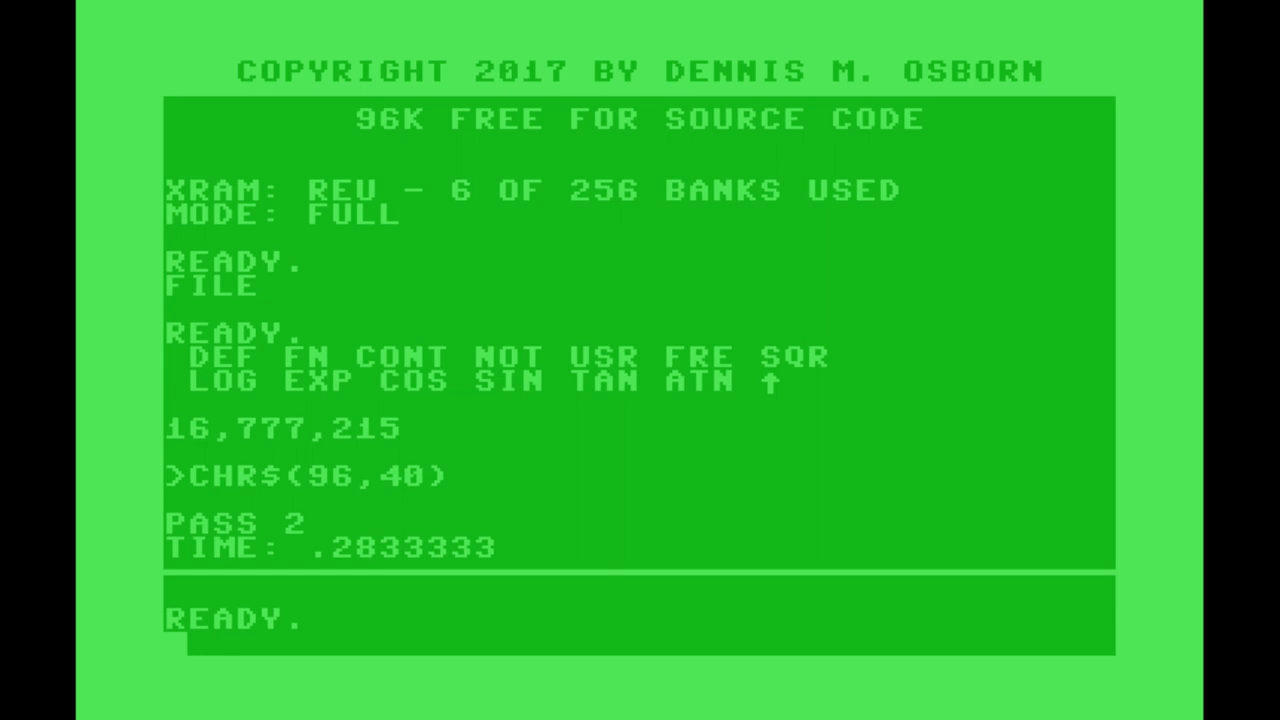 COPYRIGHT 2017 BY DENNIS M. OSBORN
96K FREE FOR SOURCE CODE
XRAM: REU - 6 OF 256 BANKS USED
MODE: FULL
READY.
FILE
READY.
DEF FN CONT NOT USR FRE SQR
LOG EXP COS SIN TAN ATN ↑
16,777,215
>CHR$(96,40)
PASS 2
TIME: .2833333
READY.